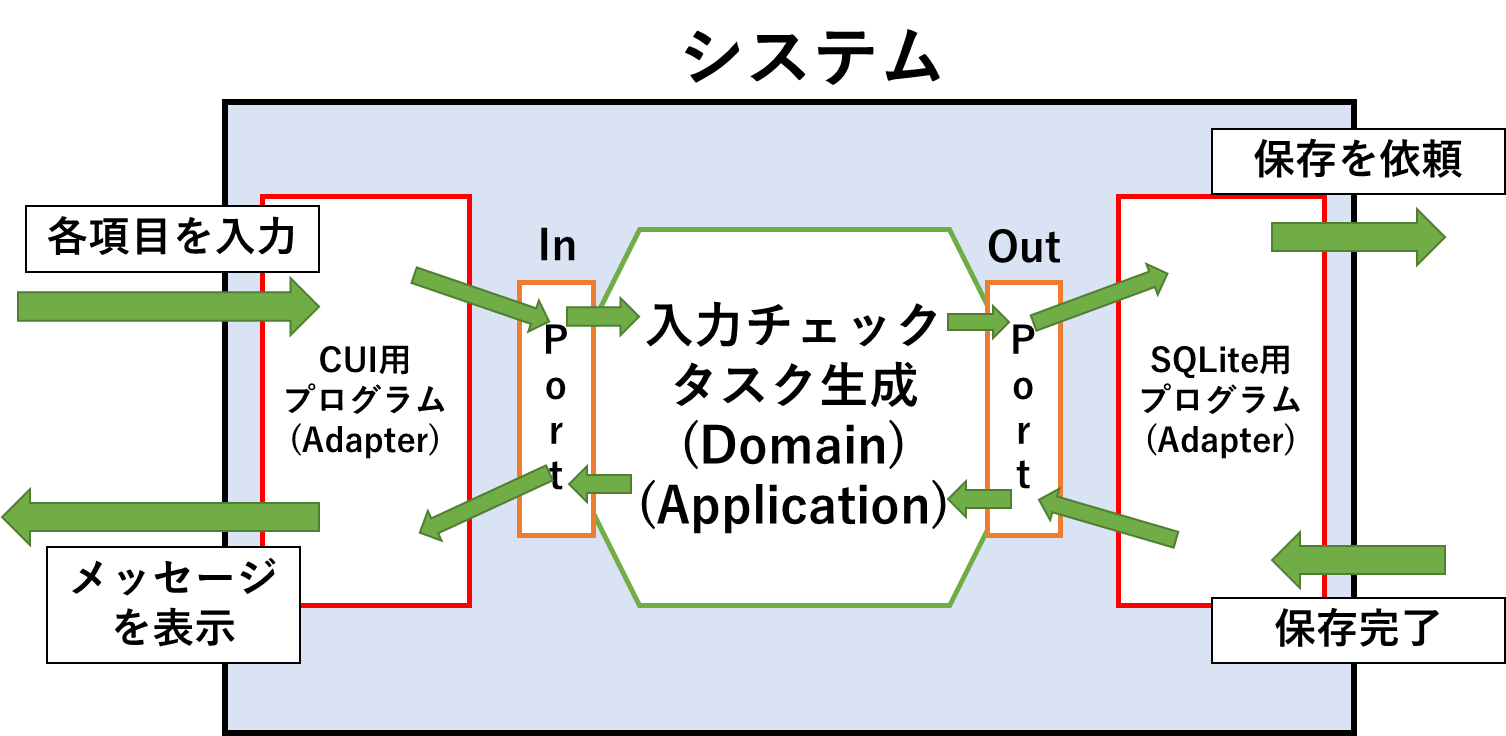 システム
保存を依頼
各項目を入力
In
Out
CUI用
プログラム
(Adapter)
Port
入力チェック
タスク生成
(Domain)
(Application)
Port
SQLite用
プログラム
(Adapter)
メッセージ
を表示
保存完了